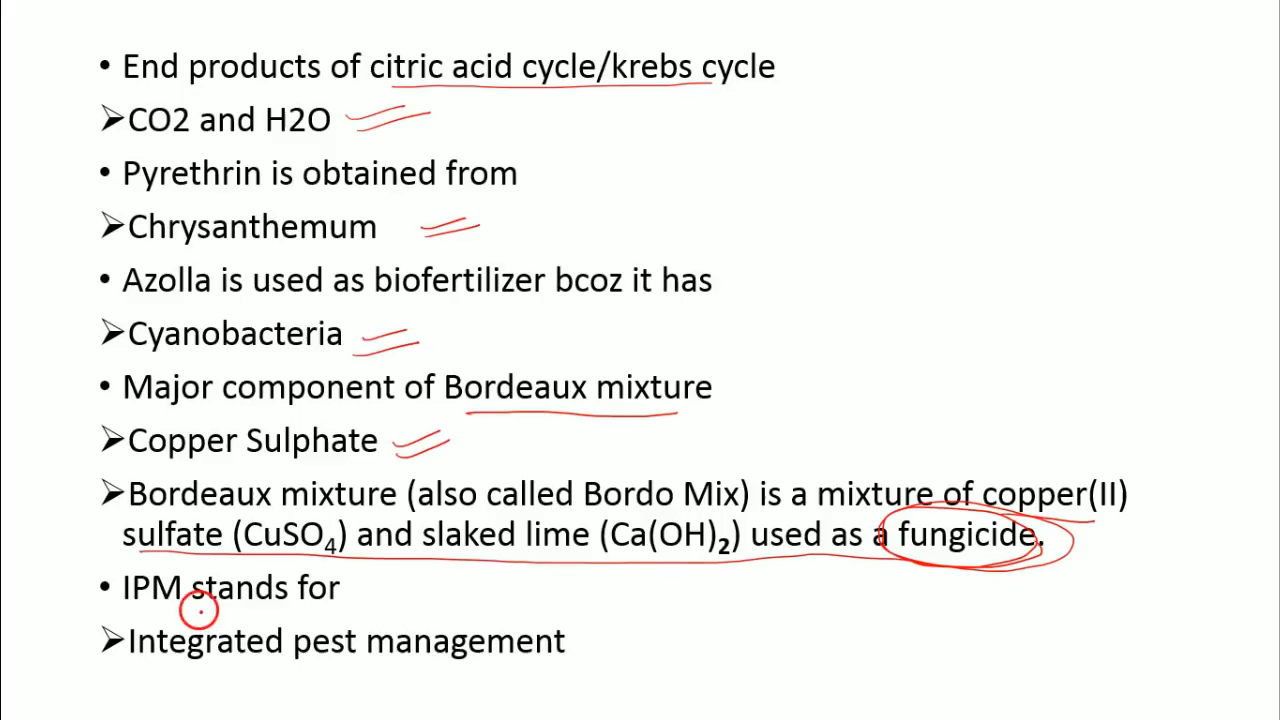 • End products of citric acid cycle/krebs cycle
➢CO2 and H2O
• Pyrethrin is obtained from
➢Chrysanthemum
• Azolla is used as biofertilizer bcoz it has
➢Cyanobacteria
• Major component of Bordeaux mixture
➢Copper Sulphate
➢Bordeaux mixture (also called Bordo Mix) is a mixture of copper(II)
sulfate (CuSO₄) and slaked lime (Ca(OH)₂) used as a fungicide.
• IPM stands for
➢Integrated pest management